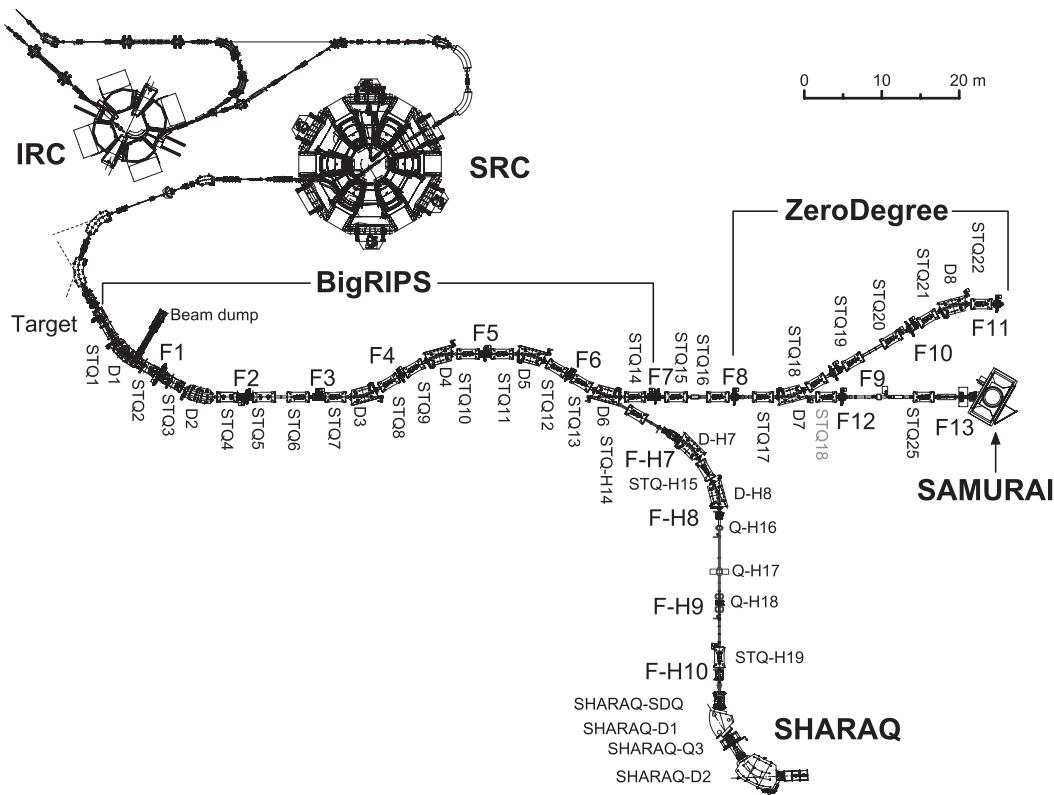 0 10 20 m
IRC
SRC
ZeroDegree
BigRIPS
Target
Beam dump
STQ1
D1
STQ2
F1
STQ3
D2
STQ4
F2
STQ5
STQ6
F3
STQ7
D3
F4
STQ8
STQ9
D4
STQ10
F5
STQ11
D5
STQ12
F6
STQ13
D6
STQ-H14
STQ14
F7
STQ15
STQ16
F8
STQ17
STQ18
D7
STQ18
STQ19
STQ20
F9
F10
STQ21
D8
STQ22
F11
F12
STQ25
F13
SAMURAI
D-H7
F-H7
STQ-H15
D-H8
F-H8
Q-H16
Q-H17
F-H9
Q-H18
STQ-H19
F-H10
SHARAQ-SDQ
SHARAQ-D1
SHARAQ
SHARAQ-Q3
SHARAQ-D2